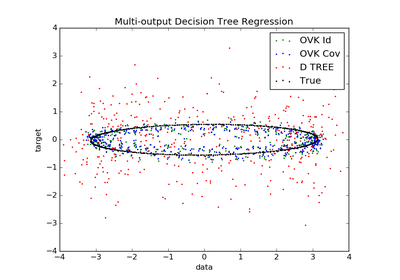 Multi-output Decision Tree Regression
OVK Id
OVK Cov
D TREE
True
4
3
2
1
0
−1
−2
−3
−4
target
−4 −3 −2 −1 0 1 2 3 4
data